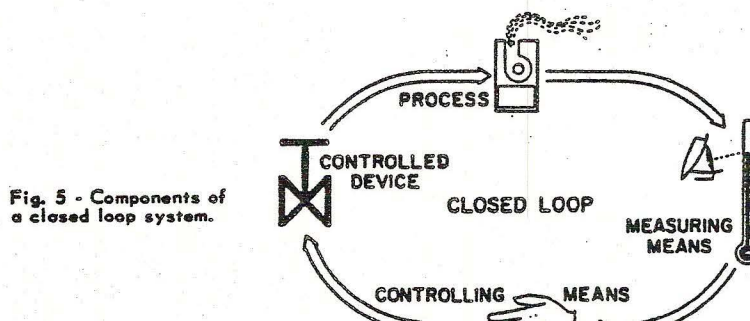 PROCESS
CONTROLLED
DEVICE
Fig. 5 - Components of
a closed loop system.
CLOSED LOOP
MEASURING
MEANS
CONTROLLING MEANS